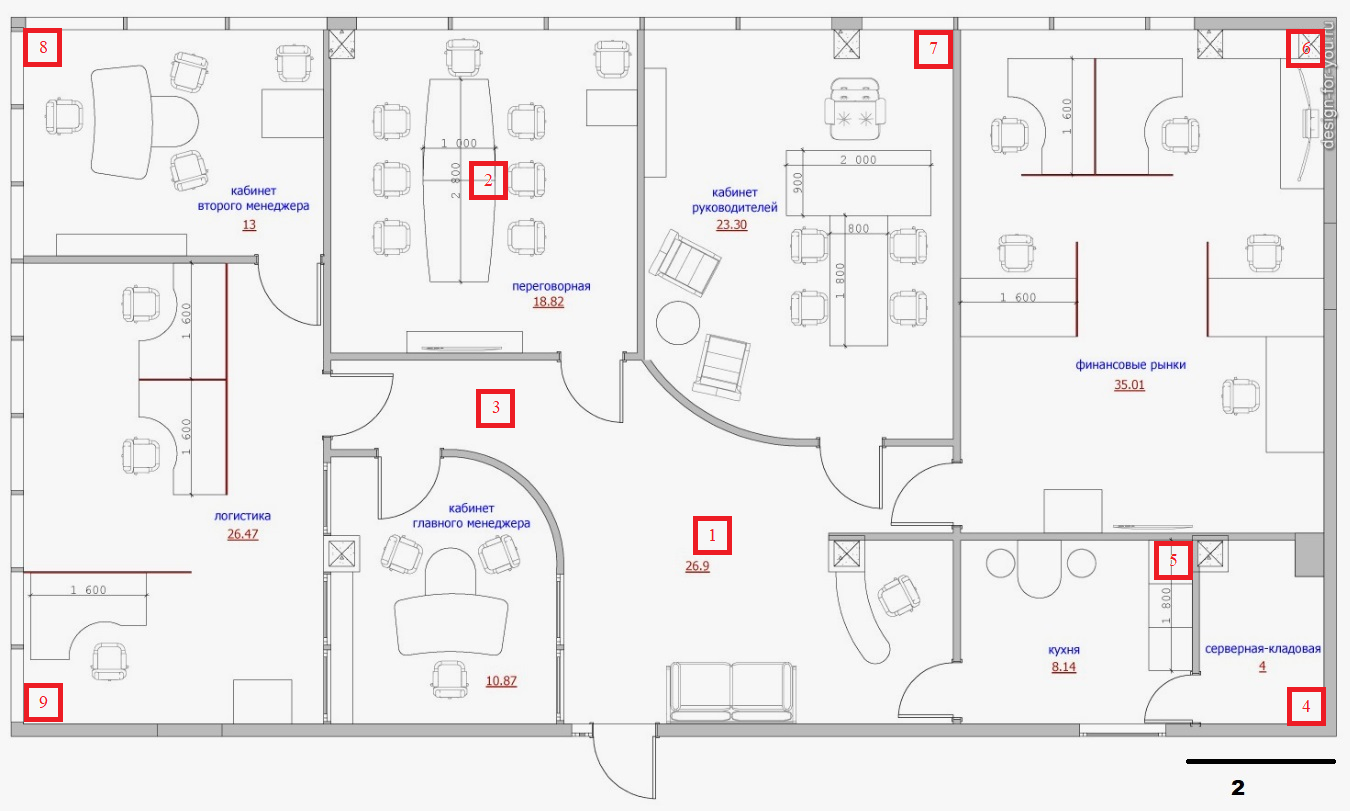 8
7
6
design-for-you.ru
1 600
1 000
2 800
2
2 000
900
кабинет
второго менеджера
13
кабинет
руководителей
23.30
800
1 800
переговорная
18.82
1 600
1 600
финансовые рынки
35.01
3
1 600
кабинет
главного менеджера
логистика
26.47
1
26.9
5
1 600
1 800
кухня
8.14
серверная-кладовая
4
10.87
9
4
2